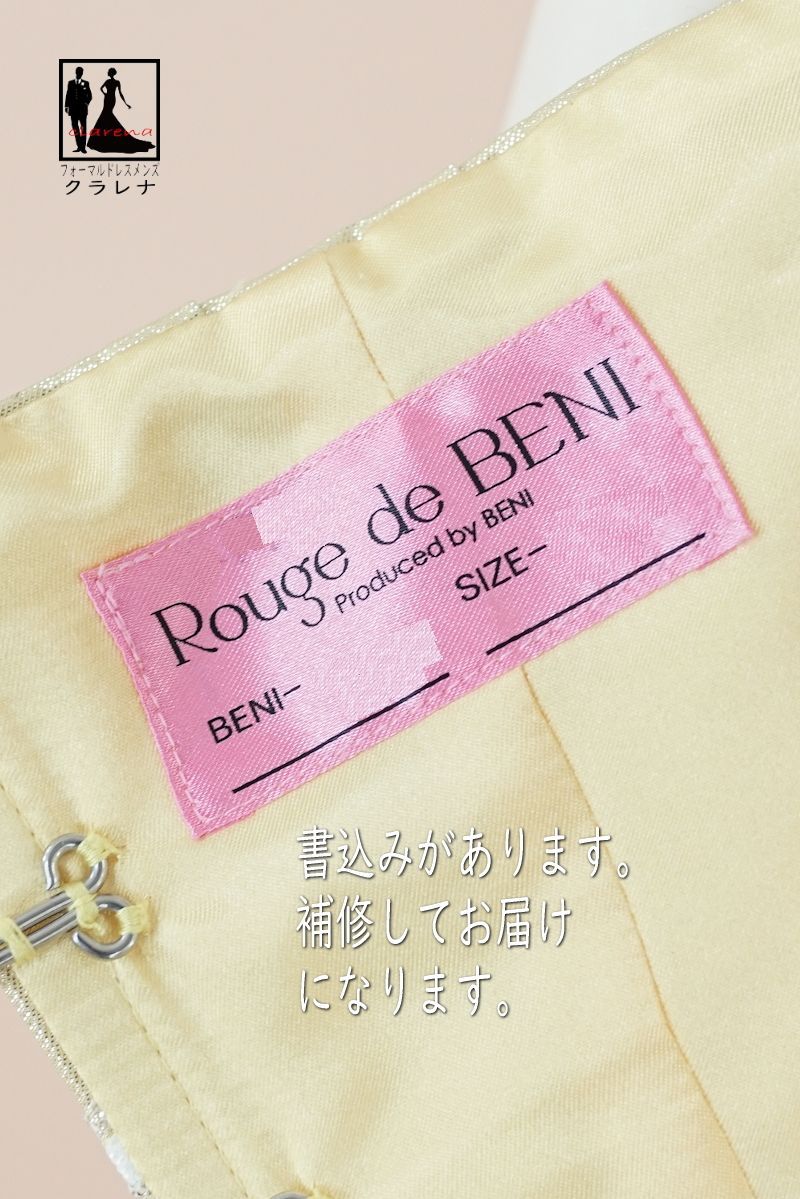 clarena
フォーマルドレスメンズ
クラレナ
Rouge de BENI
Produced by BENI
BENI-
SIZE-
書込みがあります。
補修してお届け
になります。